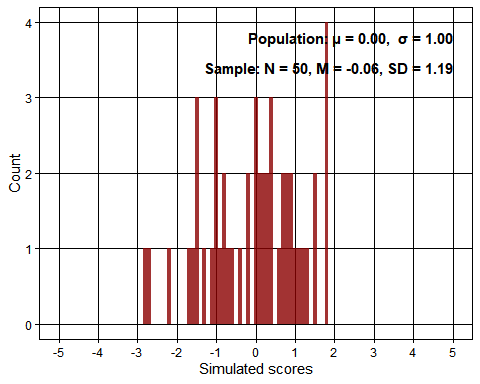 Population: μ = 0.00, σ = 1.00
Sample: N = 50, M = -0.06, SD = 1.19
4
3
2
1
0
Count
-5 -4 -3 -2 -1 0 1 2 3 4 5
Simulated scores